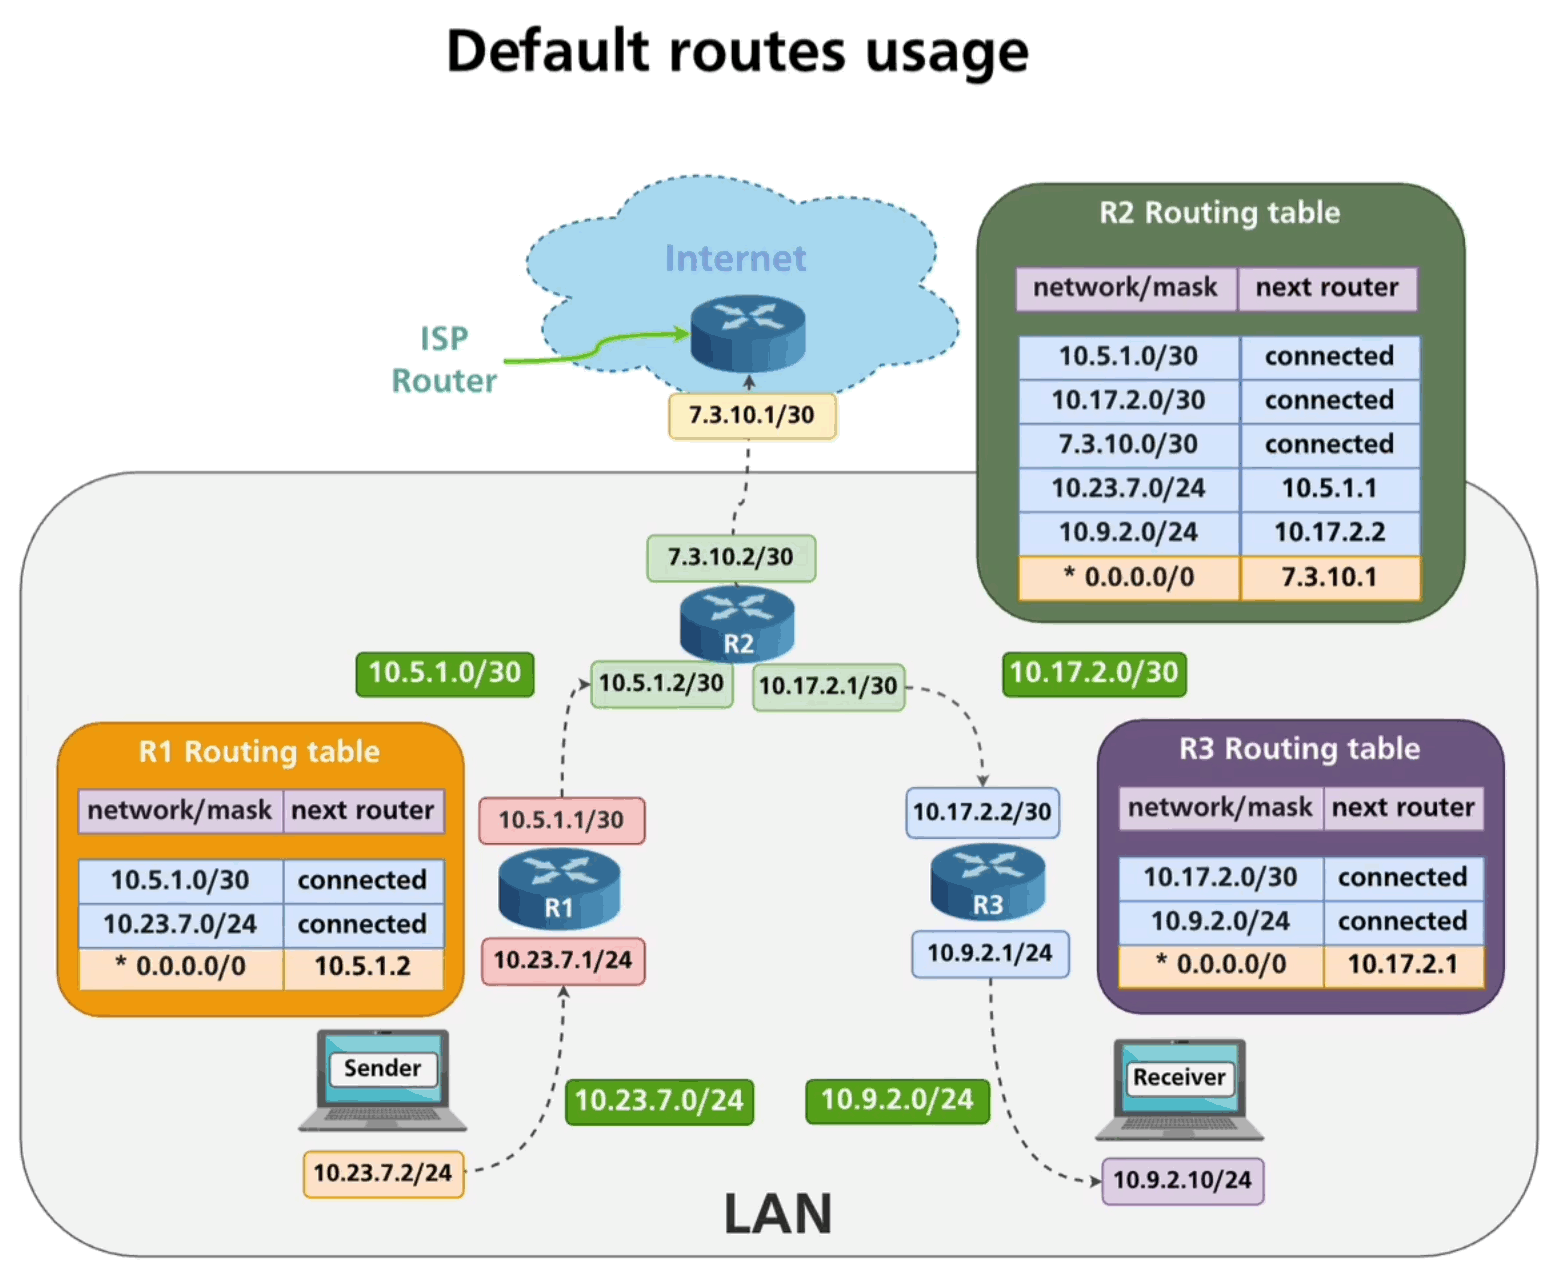 Default routes usage
Internet
ISP
Router
7.3.10.1/30
R2 Routing table
network/mask next router
10.5.1.0/30 connected
10.17.2.0/30 connected
7.3.10.0/30 connected
10.23.7.0/24 10.5.1.1
10.9.2.0/24 10.17.2.2
* 0.0.0.0/0 7.3.10.1
7.3.10.2/30
R2
10.5.1.0/30
10.5.1.2/30
10.17.2.1/30
10.17.2.0/30
R1 Routing table
network/mask next router
10.5.1.0/30 connected
10.23.7.0/24 connected
* 0.0.0.0/0 10.5.1.2
10.5.1.1/30
R1
10.23.7.1/24
10.17.2.2/30
R3
10.9.2.1/24
R3 Routing table
network/mask next router
10.17.2.0/30 connected
10.9.2.0/24 connected
* 0.0.0.0/0 10.17.2.1
Sender
10.23.7.2/24
10.23.7.0/24
10.9.2.0/24
Receiver
10.9.2.10/24
LAN